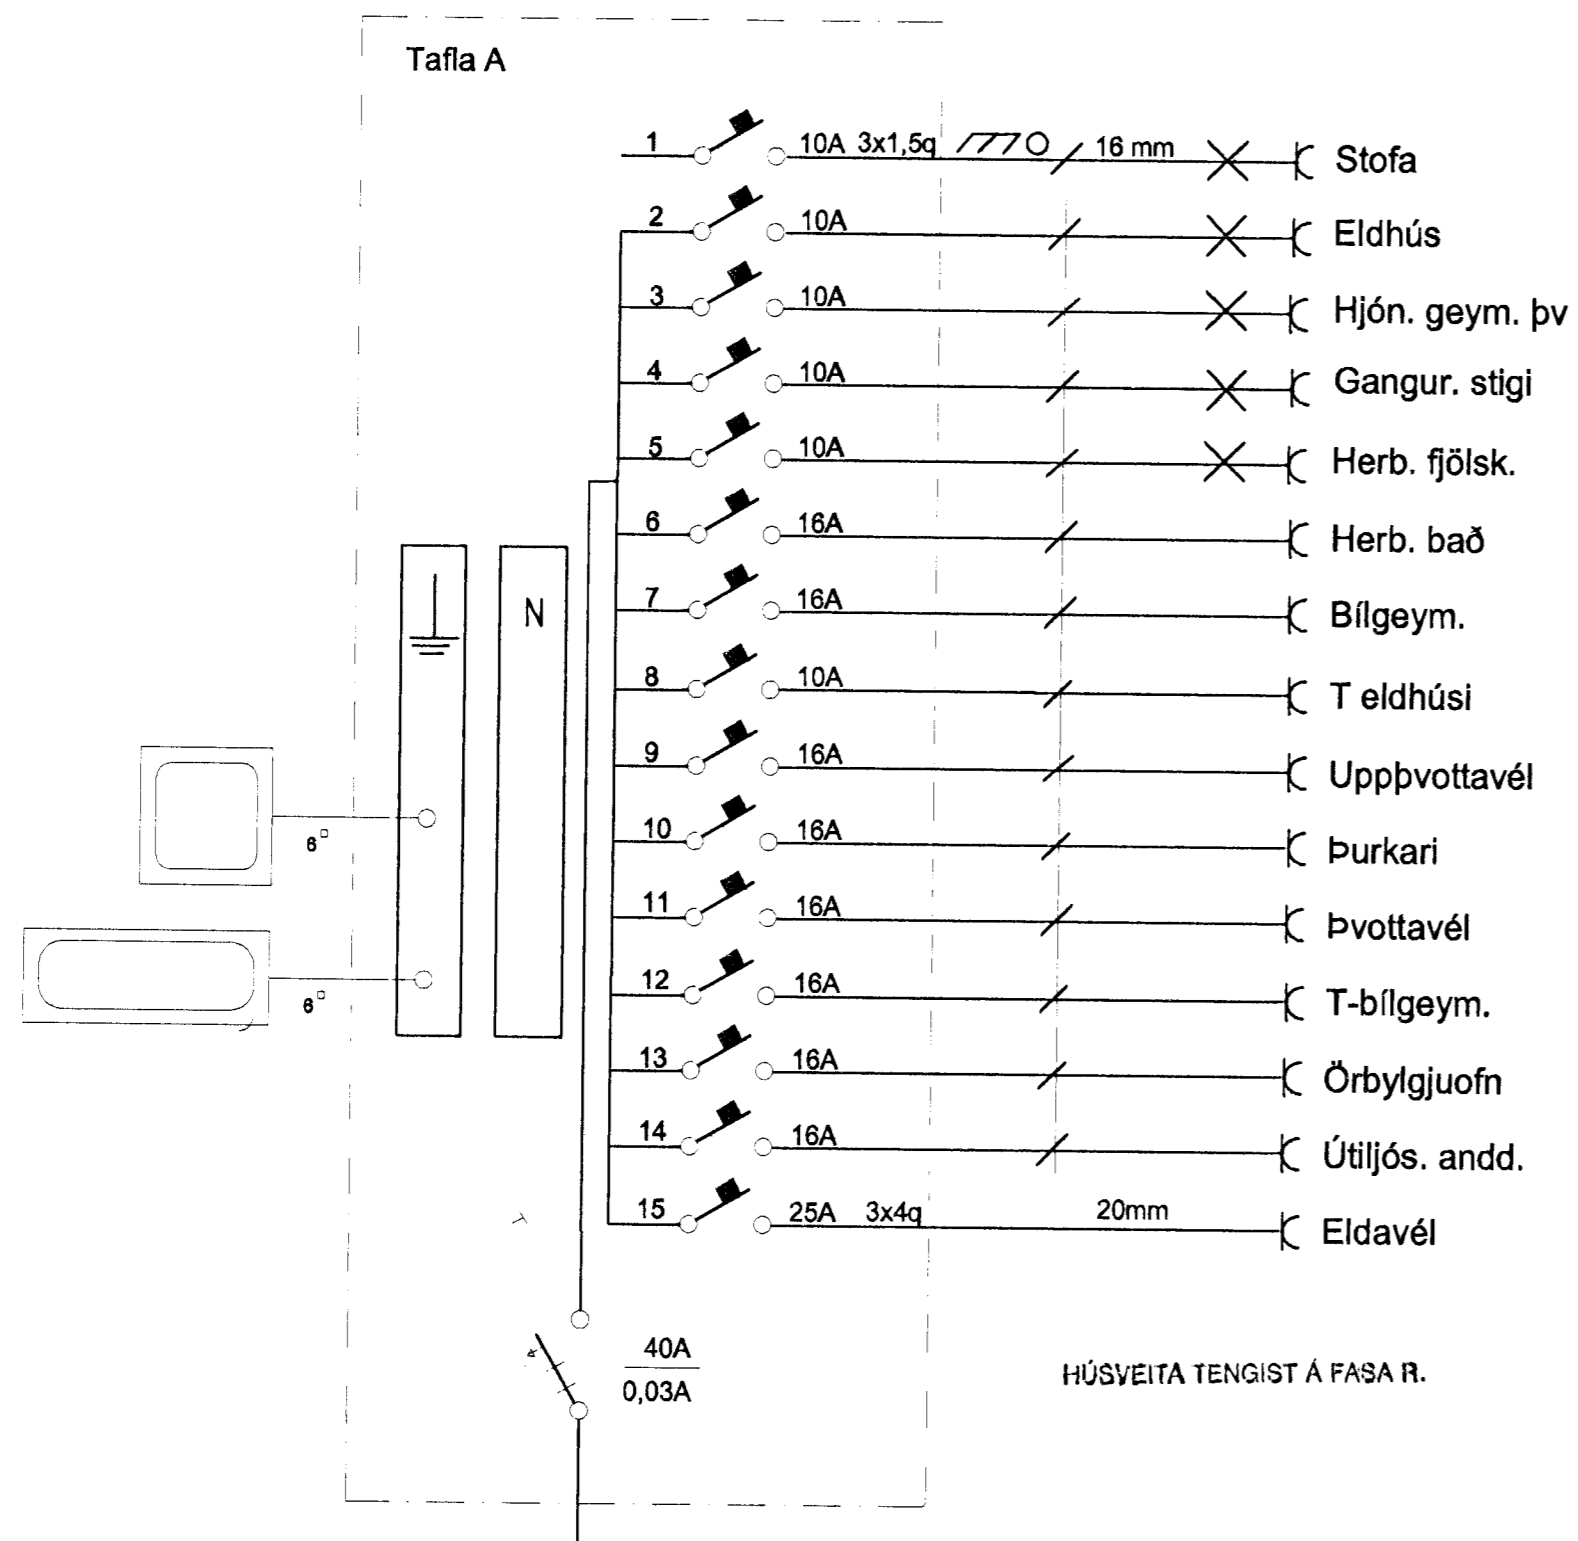 Tafla A
1 10A 3x1,5q 16 mm Stofa
2 10A Eldhús
3 10A Hjón. geym. þv
4 10A Gangur. stigi
5 10A Herb. fjölsk.
6 16A Herb. bað
7 16A Bílgeym.
8 10A T eldhúsi
9 16A Uppþvottavél
10 16A Þurkari
11 16A Þvottavél
12 16A T-bílgeym.
13 16A Örbylgjuofn
14 16A Útiljós. andd.
15 25A 3x4q 20mm Eldavél
N
6□
6□
T
40A
0,03A
HÚSVEITA TENGIST Á FASA R.